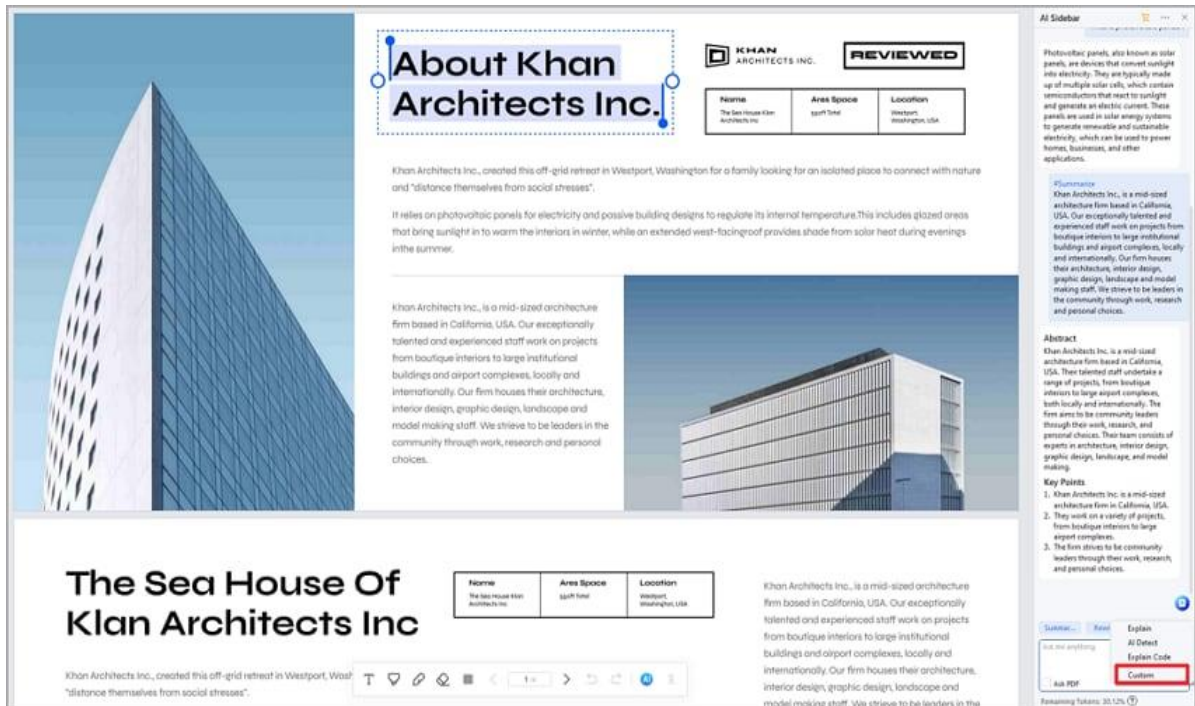 About Khan
Architects Inc.
KHAN
ARCHITECTS INC.
REVIEWED
Name
The Sea House Klan
Architects Inc
Ares Space
550ft Total
Location
Westport,
Washington, USA
Khan Architects Inc., created this off-grid retreat in Westport, Washington for a family looking for an isolated place to connect with nature
and "distance themselves from social stresses".
It relies on photovoltaic panels for electricity and passive building designs to regulate its internal temperature.This includes glazed areas
that bring sunlight in to warm the interiors in winter, while an extended west-facingroof provides shade from solar heat during evenings
inthe summer.
Khan Architects Inc., is a mid-sized architecture
firm based in California, USA. Our exceptionally
talented and experienced staff work on projects
from boutique interiors to large institutional
buildings and airport complexes, locally and
internationally. Our firm houses their architecture,
interior design, graphic design, landscape and
model making staff. We strieve to be leaders in the
community through work, research and personal
choices.
The Sea House Of
Klan Architects Inc
Name
The Sea House Klan
Architects Inc
Ares Space
550ft Total
Location
Westport,
Washington, USA
Khan Architects Inc., created this off-grid retreat in Westport,
"distance themselves from social stresses".
Khan Architects Inc., is a mid-sized architecture
firm based in California, USA. Our exceptionally
talented and experienced staff work on projects
from boutique interiors to large institutional
buildings and airport complexes, locally and
internationally. Our firm houses their architecture,
interior design, graphic design, landscape and
model making staff. We strieve to be leaders in the
T
1
AI
AI Sidebar
Photovoltaic panels, also known as solar
panels, are devices that convert sunlight
into electricity. They are typically made
up of multiple solar cells, which contain
semiconductors that react to sunlight
and generate an electric current. These
panels are used in solar energy systems
to generate renewable and sustainable
electricity, which can be used to power
homes, businesses, and other
applications.
#Summarize
Khan Architects Inc., is a mid-sized
architecture firm based in California,
USA. Our exceptionally talented and
experienced staff work on projects from
boutique interiors to large institutional
buildings and airport complexes, locally
and internationally. Our firm houses
their architecture, interior design,
graphic design, landscape and model
making staff. We strieve to be leaders in
the community through work, research
and personal choices.
Abstract
Khan Architects Inc. is a mid-sized
architecture firm based in California,
USA. Their talented staff undertake a
range of projects, from boutique
interiors to large airport complexes,
both locally and internationally. The
firm aims to be community leaders
through their work, research, and
personal choices. Their team consists of
experts in architecture, interior design,
graphic design, landscape, and model
making.
Key Points
1. Khan Architects Inc. is a mid-sized
architecture firm in California, USA.
2. They work on a variety of projects,
from boutique interiors to large
airport complexes.
3. The firm strives to be community
leaders through their work, research,
and personal choices.
Summar...
Explain
AI Detect
Explain Code
Custom
Ask me anything
Ask PDF
Remaining Tokens: 30.12%